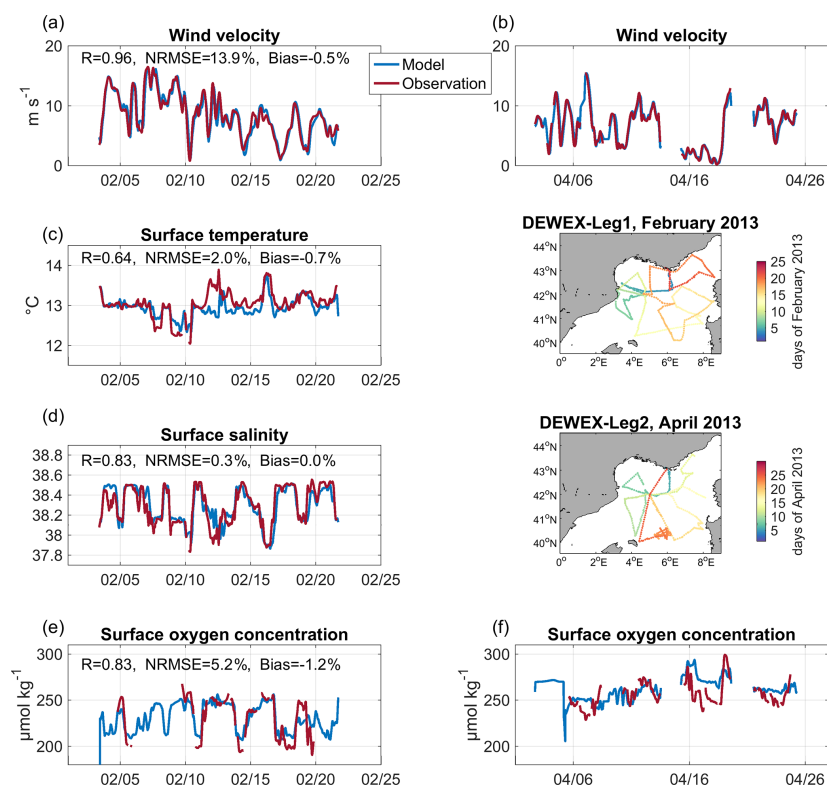 (a)
Wind velocity
R=0.96, NRMSE=13.9%, Bias=-0.5%
Model
Observation
m s-1
20
10
0
02/05 02/10 02/15 02/20 02/25
(b)
Wind velocity
20
10
0
04/06 04/16 04/26
(c)
Surface temperature
R=0.64, NRMSE=2.0%, Bias=-0.7%
°C
14
13
12
02/05 02/10 02/15 02/20 02/25
DEWEX-Leg1, February 2013
44°N
43°N
42°N
41°N
40°N
0° 2°E 4°E 6°E 8°E
25
20
15
10
5
days of February 2013
(d)
Surface salinity
R=0.83, NRMSE=0.3%, Bias=0.0%
38.8
38.6
38.4
38.2
38
37.8
02/05 02/10 02/15 02/20 02/25
DEWEX-Leg2, April 2013
44°N
43°N
42°N
41°N
40°N
0° 2°E 4°E 6°E 8°E
25
20
15
10
5
days of April 2013
(e)
Surface oxygen concentration
R=0.83, NRMSE=5.2%, Bias=-1.2%
μmol kg-1
300
250
200
02/05 02/10 02/15 02/20 02/25
(f)
Surface oxygen concentration
μmol kg-1
300
250
200
04/06 04/16 04/26